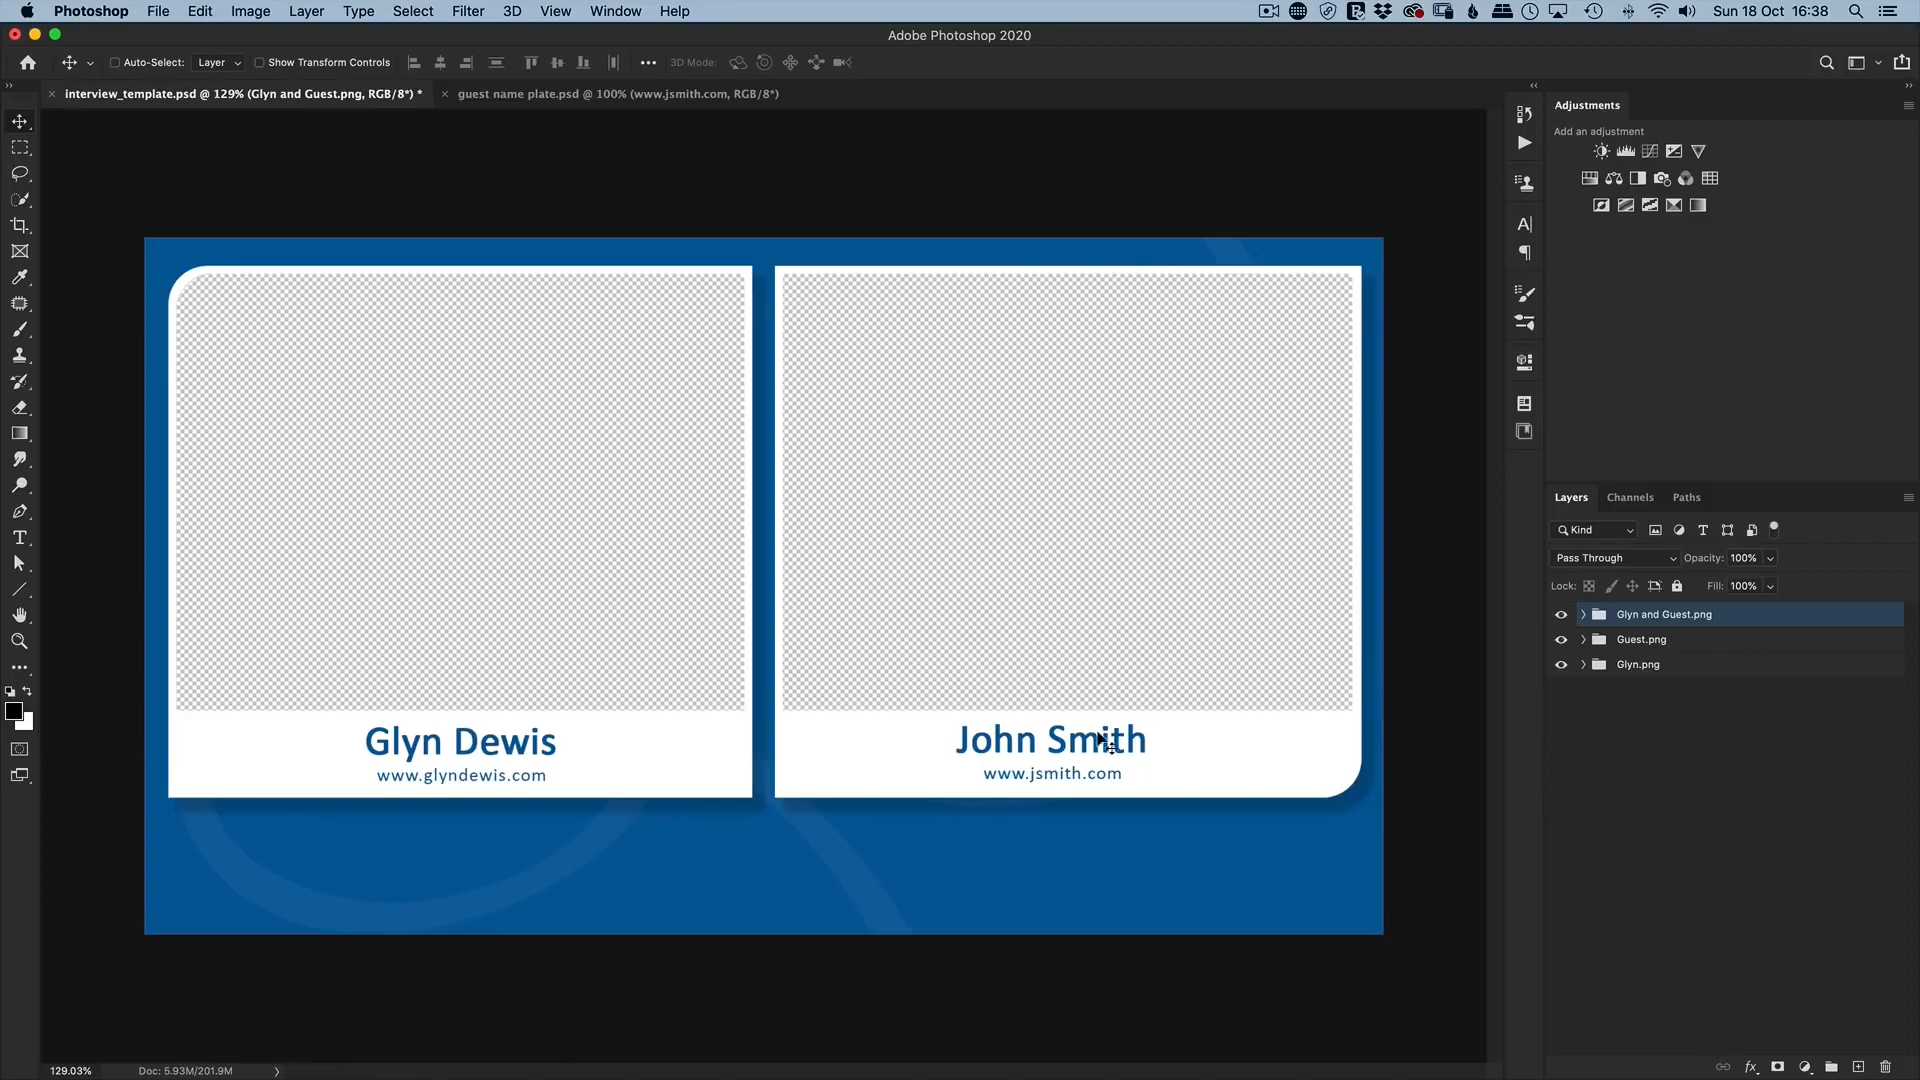 Photoshop File Edit Image Layer Type Select Filter 3D View Window Help Sun 18 Oct 16:38
Adobe Photoshop 2020
Auto-Select: Layer Show Transform Controls 3D Mode:
interview_template.psd @ 129% (Glyn and Guest.png, RGB/8*) * guest name plate.psd @ 100% (www.jsmith.com, RGB/8*)
Adjustments
Add an adjustment
Layers Channels Paths
Kind
Pass Through Opacity: 100%
Lock: Fill: 100%
Glyn and Guest.png
Guest.png
Glyn.png
Glyn Dewis
www.glyndewis.com
John Smith
www.jsmith.com
129.03% Doc: 5.93M/201.9M